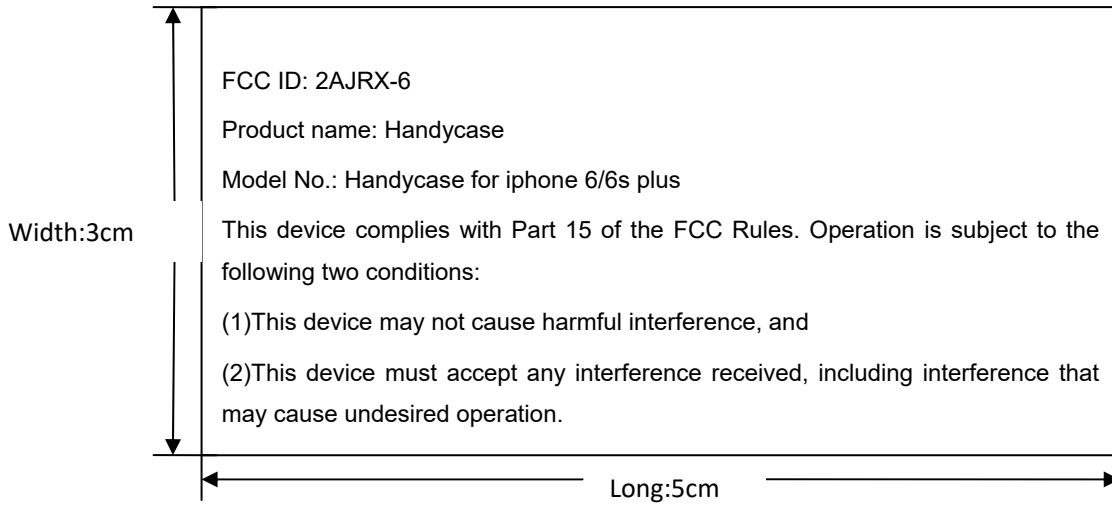 FCC ID: 2AJRX-6
Product name: Handycase
Model No.: Handycase for iphone 6/6s plus
Width:3cm
This device complies with Part 15 of the FCC Rules. Operation is subject to the
following two conditions:
(1)This device may not cause harmful interference, and
(2)This device must accept any interference received, including interference that
may cause undesired operation.
Long:5cm